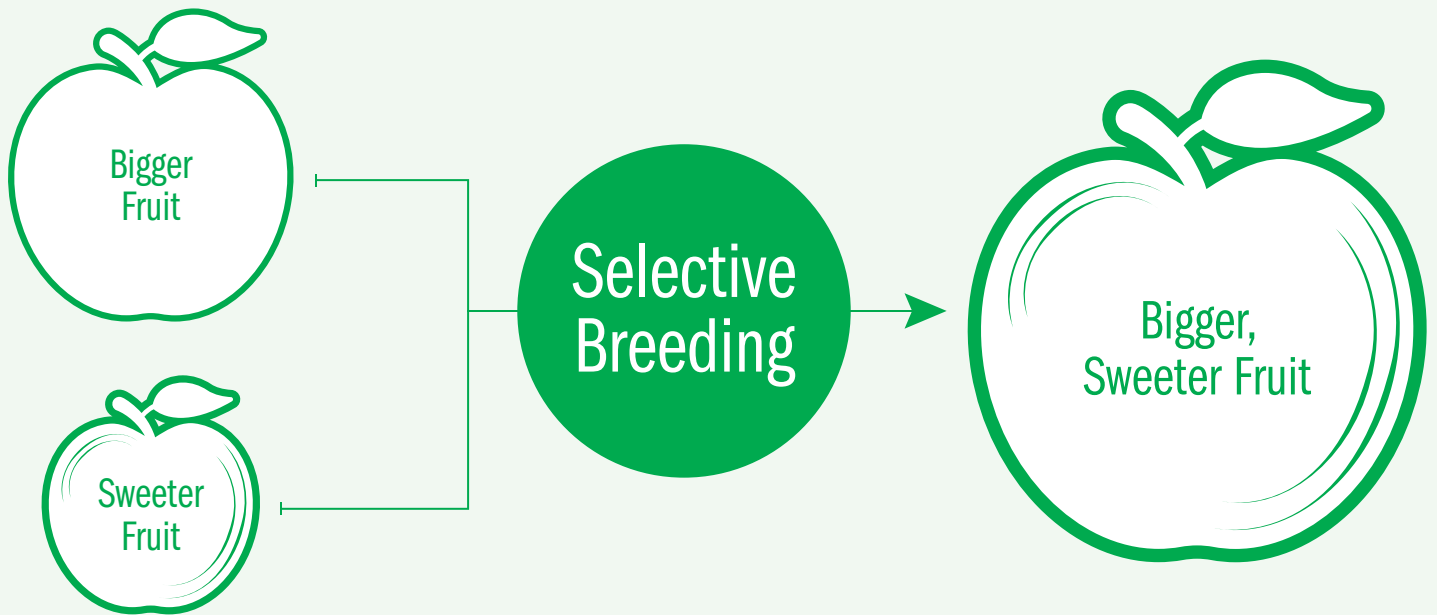 Bigger
Fruit
Sweeter
Fruit
Selective
Breeding
Bigger,
Sweeter Fruit